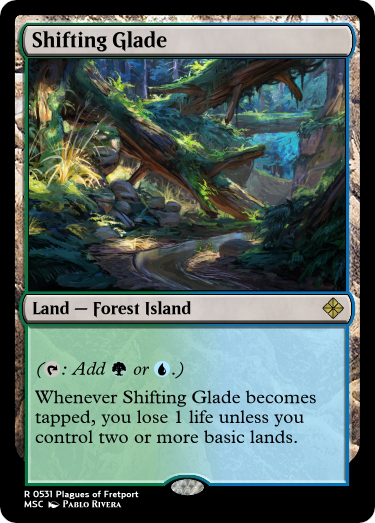 Shifting Glade
Land — Forest Island
(: Add or .)
Whenever Shifting Glade becomes
tapped, you lose 1 life unless you
control two or more basic lands.
R 0531 Plagues of Fretport
MSC Pablo Rivera